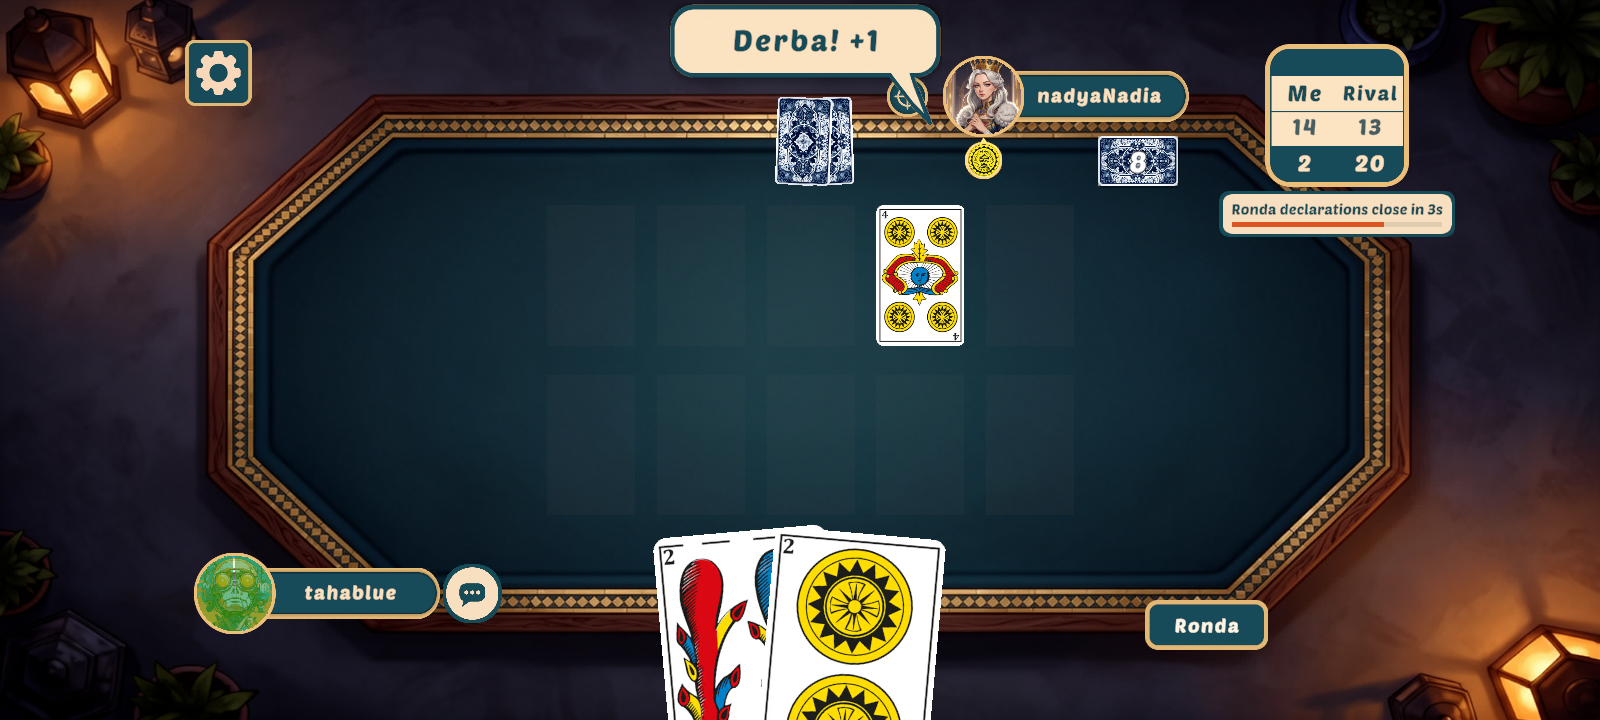 Derba! +1
nadyaNadia
Me Rival
14 13
2 20
8
Ronda declarations close in 3s
4
4
2
2
tahablue
Ronda